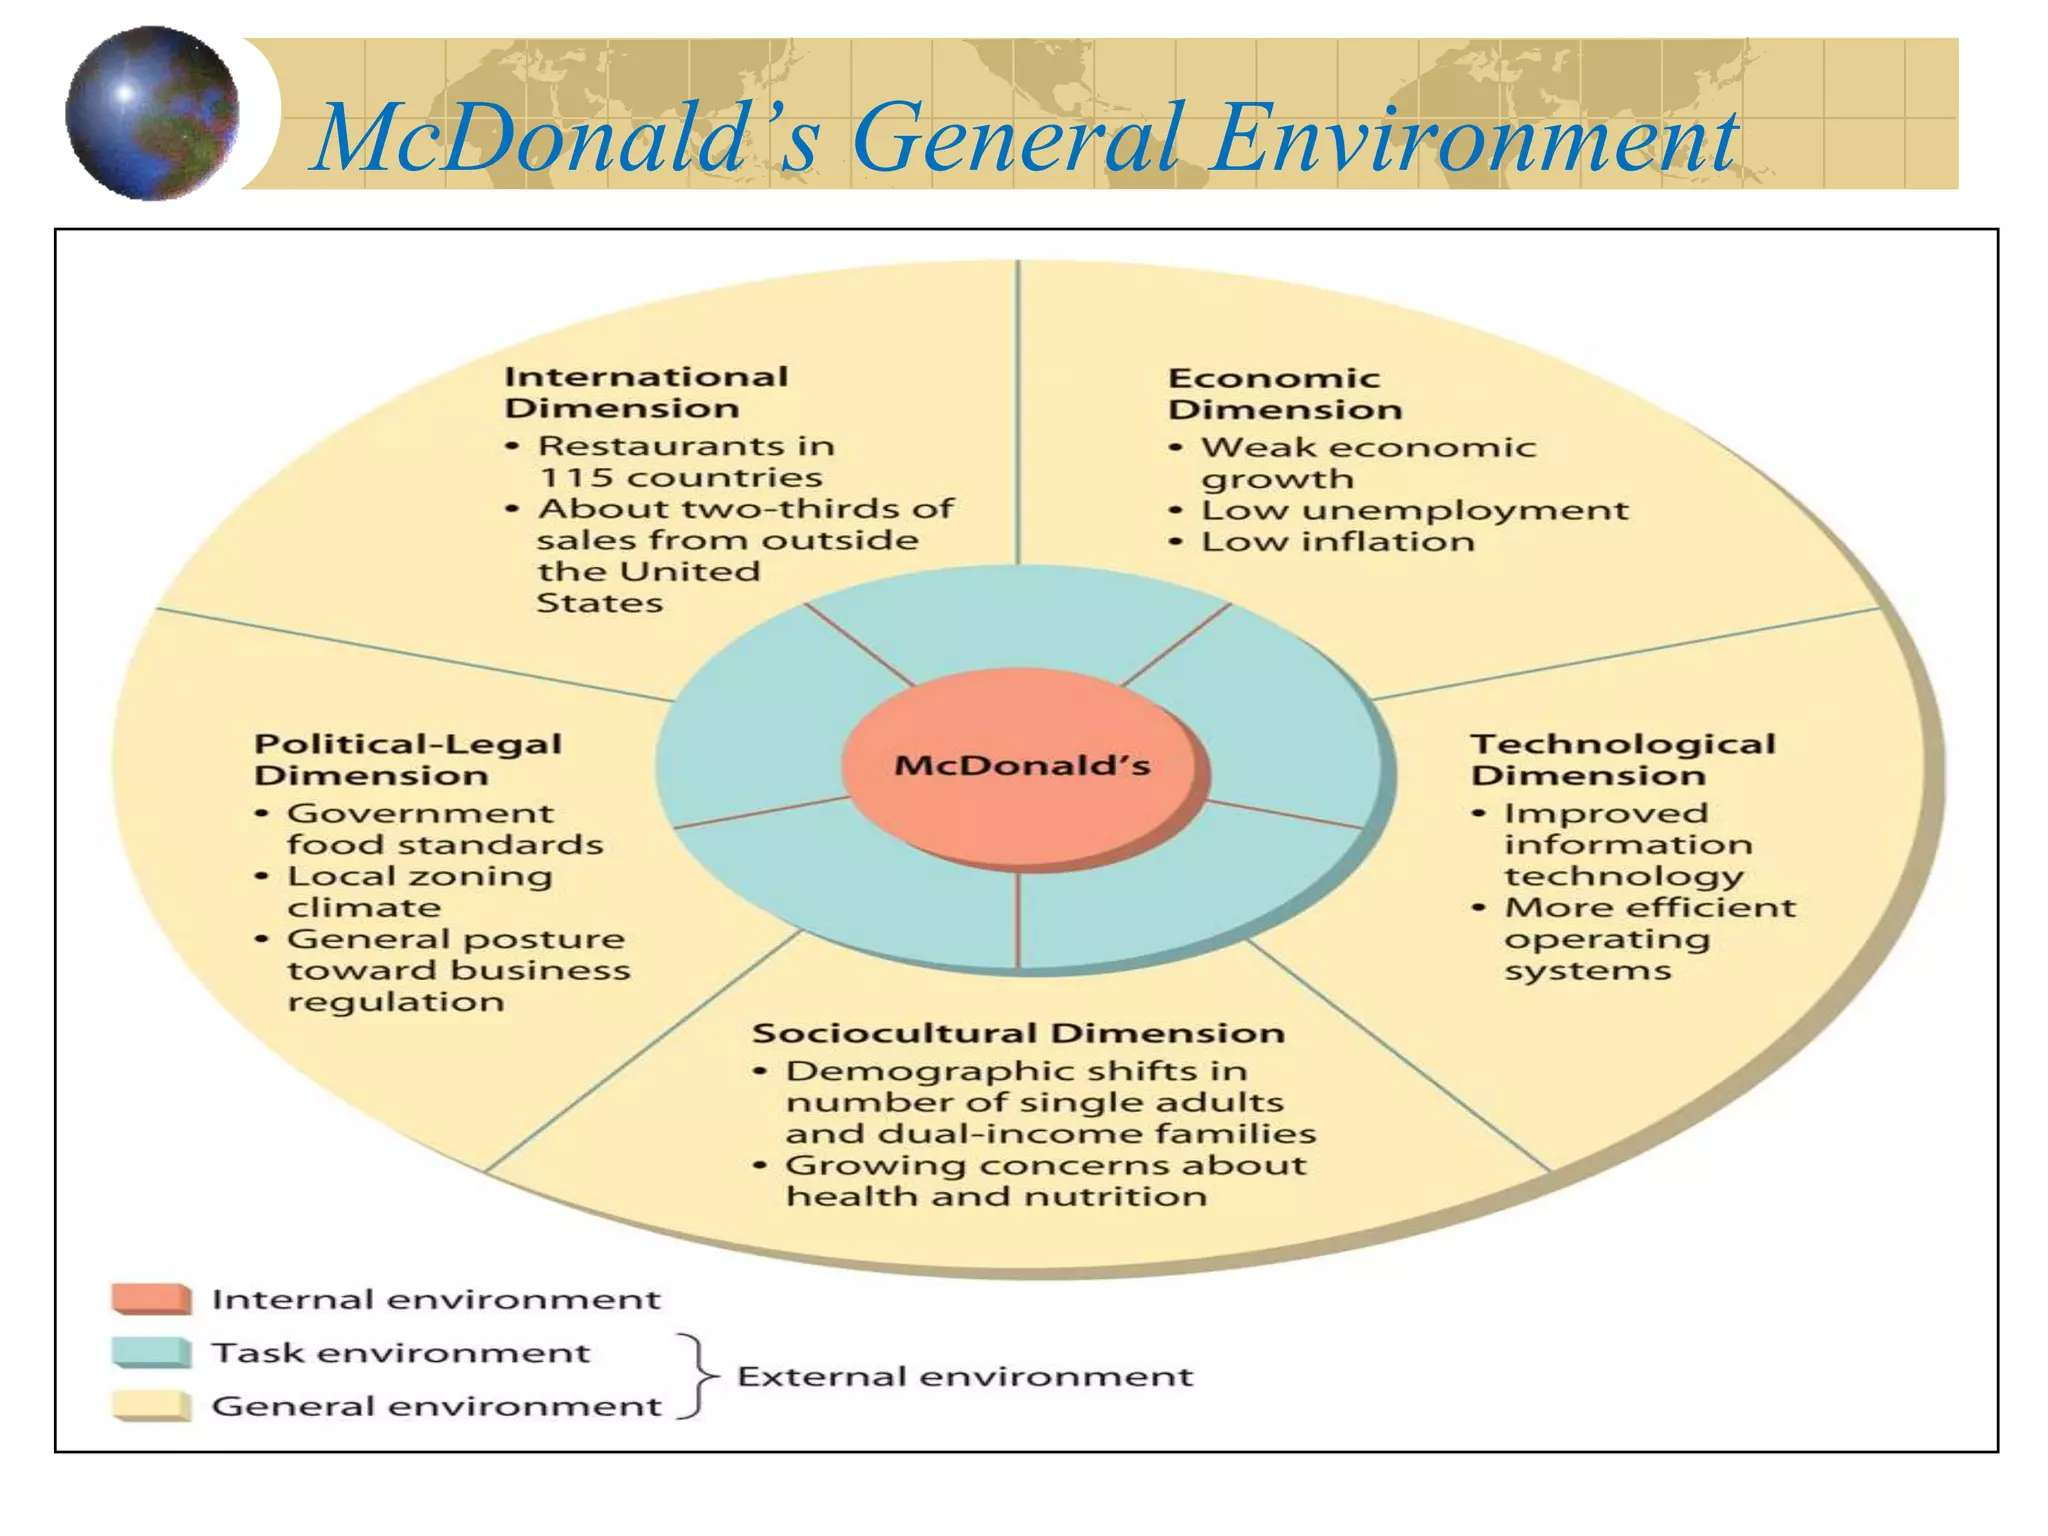 McDonald’s General Environment
International
Dimension
• Restaurants in
115 countries
• About two-thirds of
sales from outside
the United
States
Economic
Dimension
• Weak economic
growth
• Low unemployment
• Low inflation
Political-Legal
Dimension
• Government
food standards
• Local zoning
climate
• General posture
toward business
regulation
McDonald’s
Technological
Dimension
• Improved
information
technology
• More efficient
operating
systems
Sociocultural Dimension
• Demographic shifts in
number of single adults
and dual-income families
• Growing concerns about
health and nutrition
Internal environment
Task environment
General environment
External environment